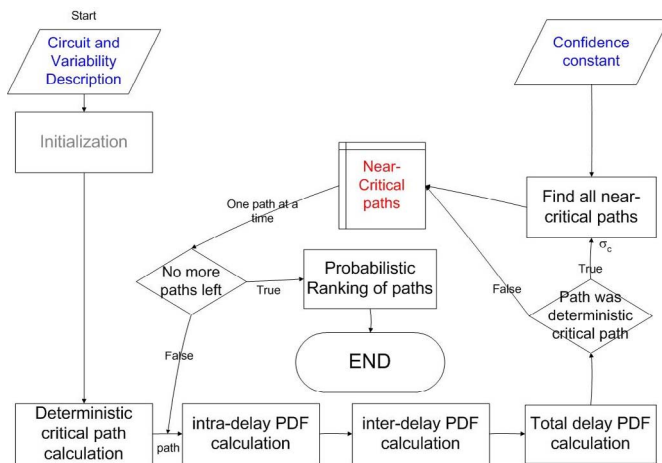 Start
Circuit and
Variability
Description
Confidence
constant
Initialization
Near-
Critical
paths
Find all near-
critical paths
One path at a
time
σc
True
No more
paths left
True
Probabilistic
Ranking of paths
False
Path was
deterministic
critical path
False
END
Deterministic
critical path
calculation
path
intra-delay PDF
calculation
inter-delay PDF
calculation
Total delay PDF
calculation